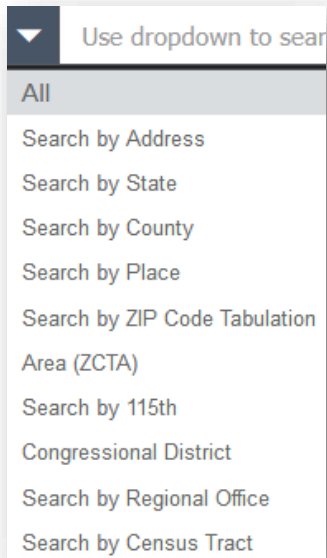 Use dropdown to sear
All
Search by Address
Search by State
Search by County
Search by Place
Search by ZIP Code Tabulation
Area (ZCTA)
Search by 115th
Congressional District
Search by Regional Office
Search by Census Tract